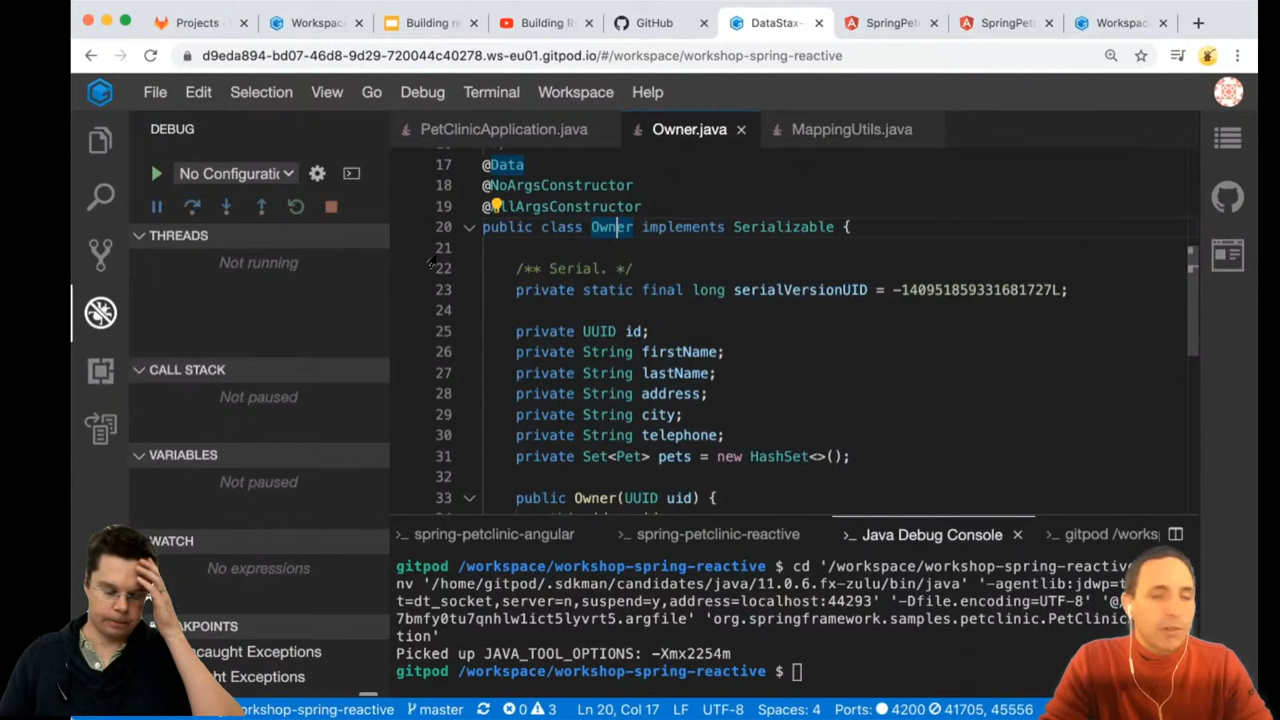 Projects ·
Workspace
Building re
Building R
GitHub
DataStax-
SpringPet
SpringPet
Workspac
d9eda894-bd07-46d8-9d29-720044c40278.ws-eu01.gitpod.io/#/workspace/workshop-spring-reactive
File Edit Selection View Go Debug Terminal Workspace Help
DEBUG
No Configurati
THREADS
Not running
CALL STACK
Not paused
VARIABLES
Not paused
WATCH
No expressions
AKPOINTS
caught Exceptions
ght Exceptions
PetClinicApplication.java
Owner.java
MappingUtils.java
17 @Data
18 @NoArgsConstructor
19 @llArgsConstructor
20 public class Owner implements Serializable {
21
22 /** Serial. */
23 private static final long serialVersionUID = -140951859331681727L;
24
25 private UUID id;
26 private String firstName;
27 private String lastName;
28 private String address;
29 private String city;
30 private String telephone;
31 private Set<Pet> pets = new HashSet<>();
32
33 public Owner(UUID uid) {
spring-petclinic-angular
spring-petclinic-reactive
Java Debug Console
gitpod /works
gitpod /workspace/workshop-spring-reactive $ cd '/workspace/workshop-spring-reactive
nv '/home/gitpod/.sdkman/candidates/java/11.0.6.fx-zulu/bin/java' '-agentlib:jdwp=t
t=dt_socket,server=n,suspend=y,address=localhost:44293' '-Dfile.encoding=UTF-8' '@
7bmfy0tu7qnhlw1ict5lyvrt5.argfile' 'org.springframework.samples.petclinic.PetClinic
tion'
Picked up JAVA_TOOL_OPTIONS: -Xmx2254m
gitpod /workspace/workshop-spring-reactive $
orkshop-spring-reactive master 0 3 Ln 20, Col 17 LF UTF-8 Spaces: 4 Ports: 4200 41705, 45556